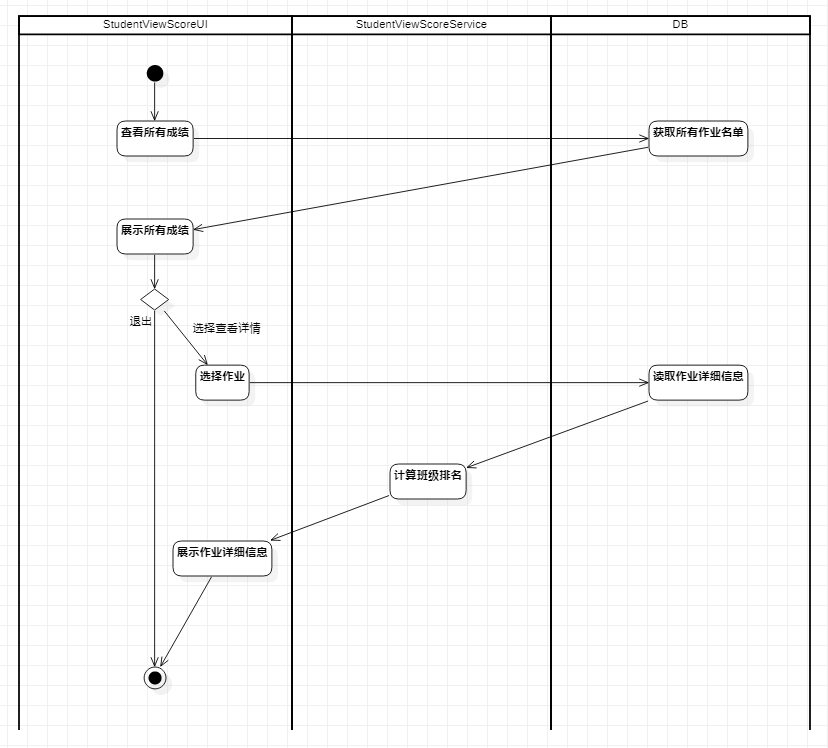 StudentViewScoreUI
StudentViewScoreService
DB
查看所有成绩
获取所有作业名单
展示所有成绩
退出
选择查看详情
选择作业
读取作业详细信息
计算班级排名
展示作业详细信息